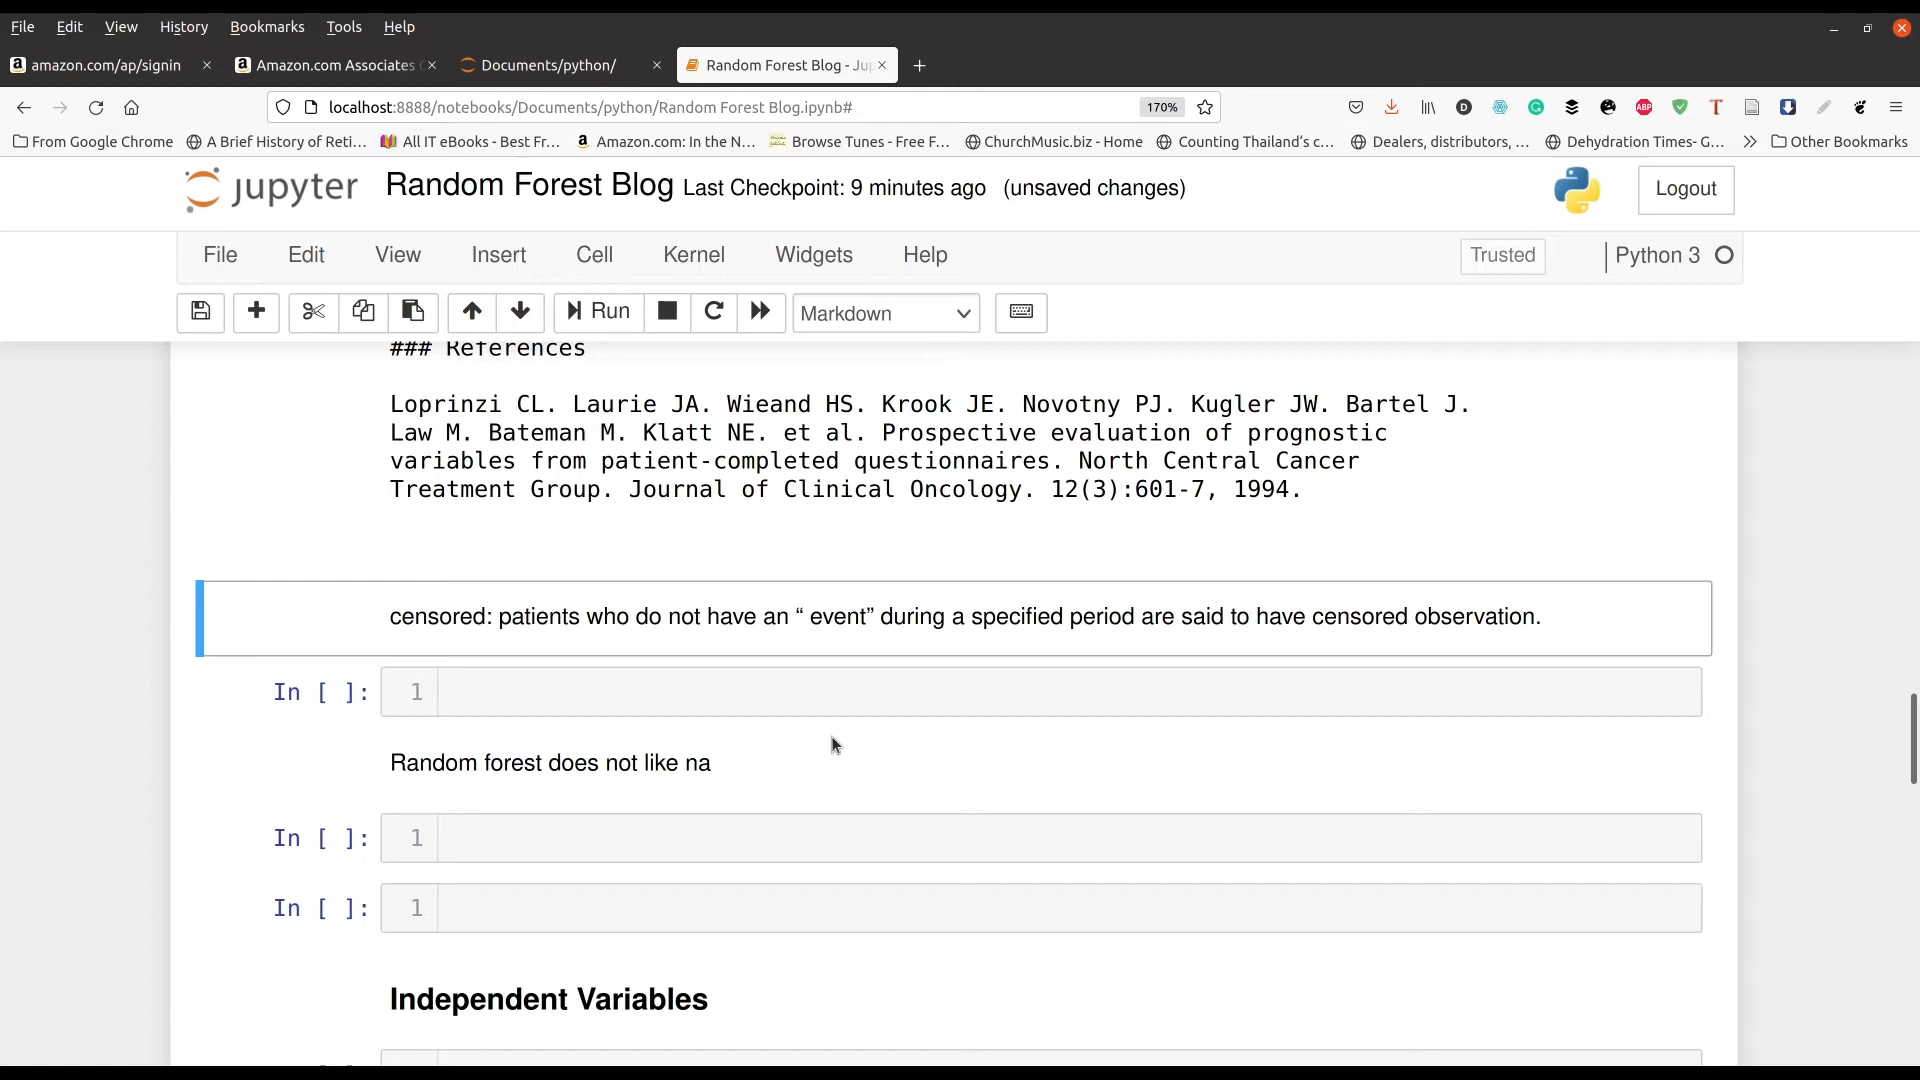 File Edit View History Bookmarks Tools Help
amazon.com/ap/signin Amazon.com Associates Documents/python/ Random Forest Blog - Ju
localhost:8888/notebooks/Documents/python/Random Forest Blog.ipynb# 170%
From Google Chrome A Brief History of Reti... All IT eBooks - Best Fr... Amazon.com: In the N... Browse Tunes - Free F... ChurchMusic.biz - Home Counting Thailand's c... Dealers, distributors, ... Dehydration Times- G... Other Bookmarks
jupyter Random Forest Blog Last Checkpoint: 9 minutes ago (unsaved changes) Logout
File Edit View Insert Cell Kernel Widgets Help Trusted Python 3
Run Markdown
### References
Loprinzi CL. Laurie JA. Wieand HS. Krook JE. Novotny PJ. Kugler JW. Bartel J.
Law M. Bateman M. Klatt NE. et al. Prospective evaluation of prognostic
variables from patient-completed questionnaires. North Central Cancer
Treatment Group. Journal of Clinical Oncology. 12(3):601-7, 1994.
censored: patients who do not have an “ event” during a specified period are said to have censored observation.
In [ ]: 1
Random forest does not like na
In [ ]: 1
In [ ]: 1
Independent Variables